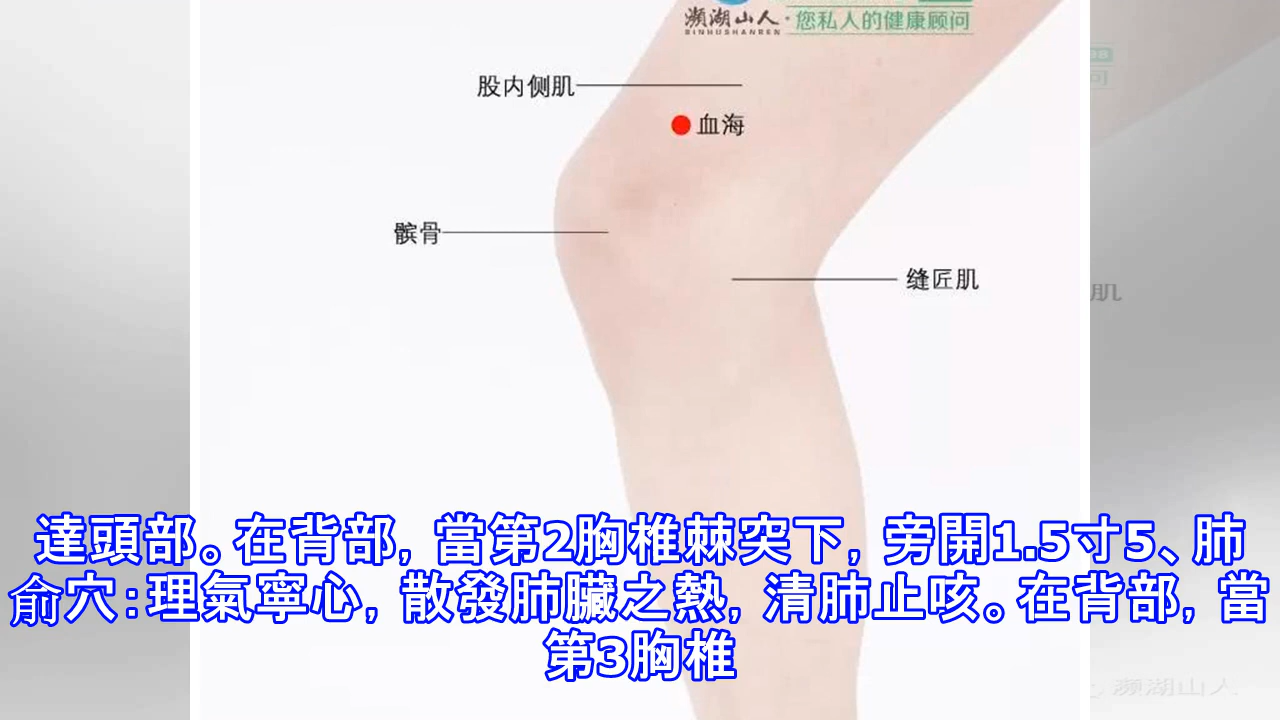 濒湖山人·您私人的健康顾问
BINHUSHANREN
股内侧肌
血海
髌骨
缝匠肌
肌
達頭部。在背部，當第2胸椎棘突下，旁開1.5寸5、肺
俞穴：理氣寧心，散發肺臟之熱，清肺止咳。在背部，當
第3胸椎
濒湖山人